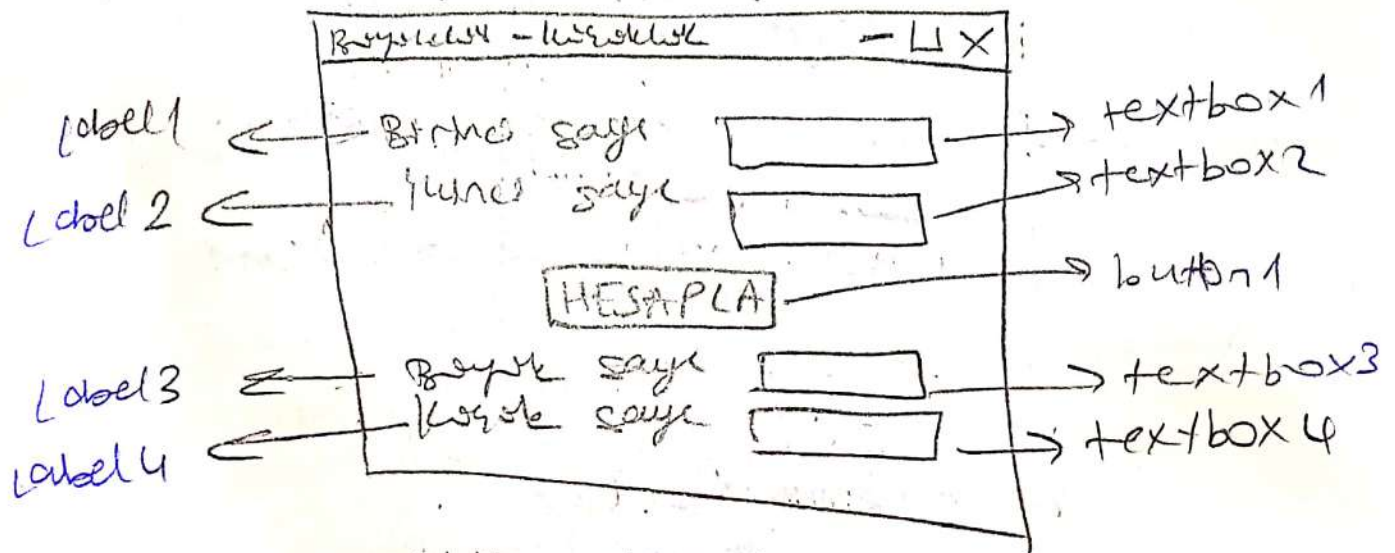 Büyüklük - küçüklük
label1 Birinci sayı textbox1
Label 2 İkinci sayı textbox2
HESAPLA button1
Label3 Büyük sayı textbox3
Label4 Küçük sayı textbox4